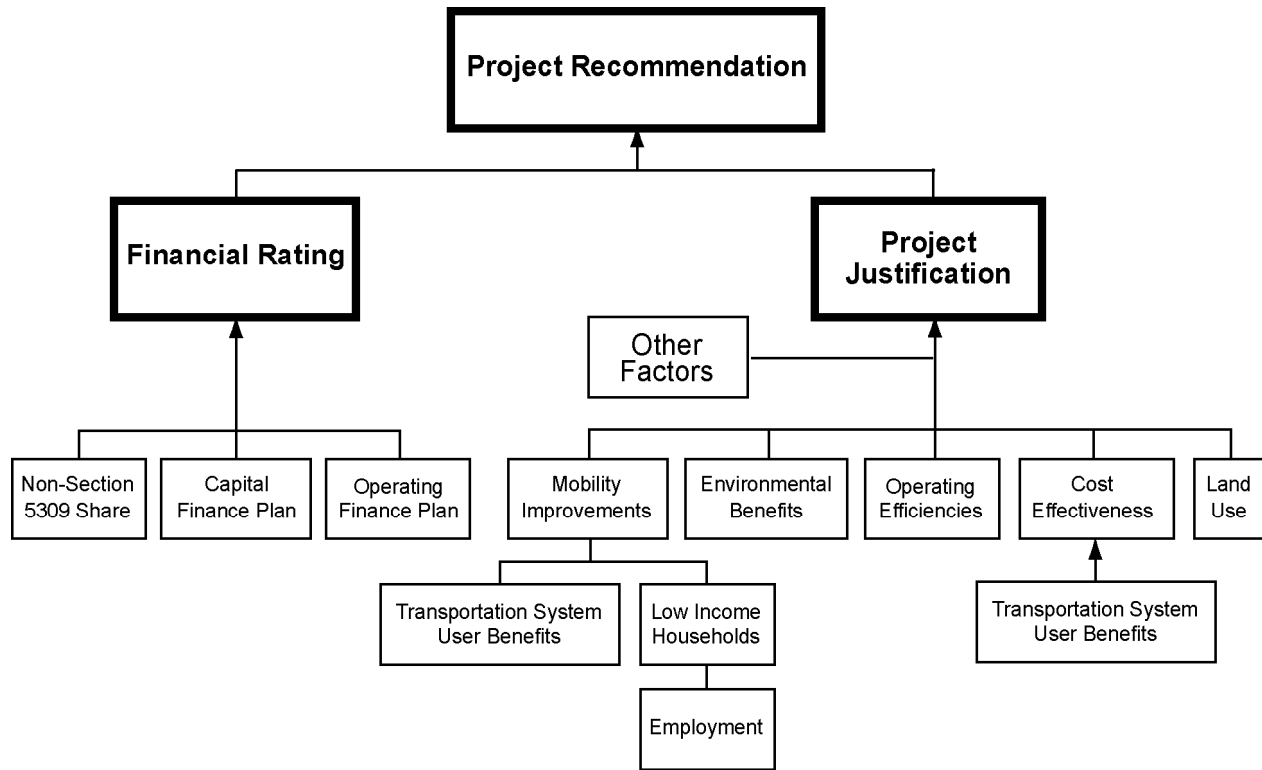 Project Recommendation
Financial Rating
Project
Justification
Other
Factors
Non-Section
5309 Share
Capital
Finance Plan
Operating
Finance Plan
Mobility
Improvements
Environmental
Benefits
Operating
Efficiencies
Cost
Effectiveness
Land
Use
Transportation System
User Benefits
Low Income
Households
Transportation System
User Benefits
Employment